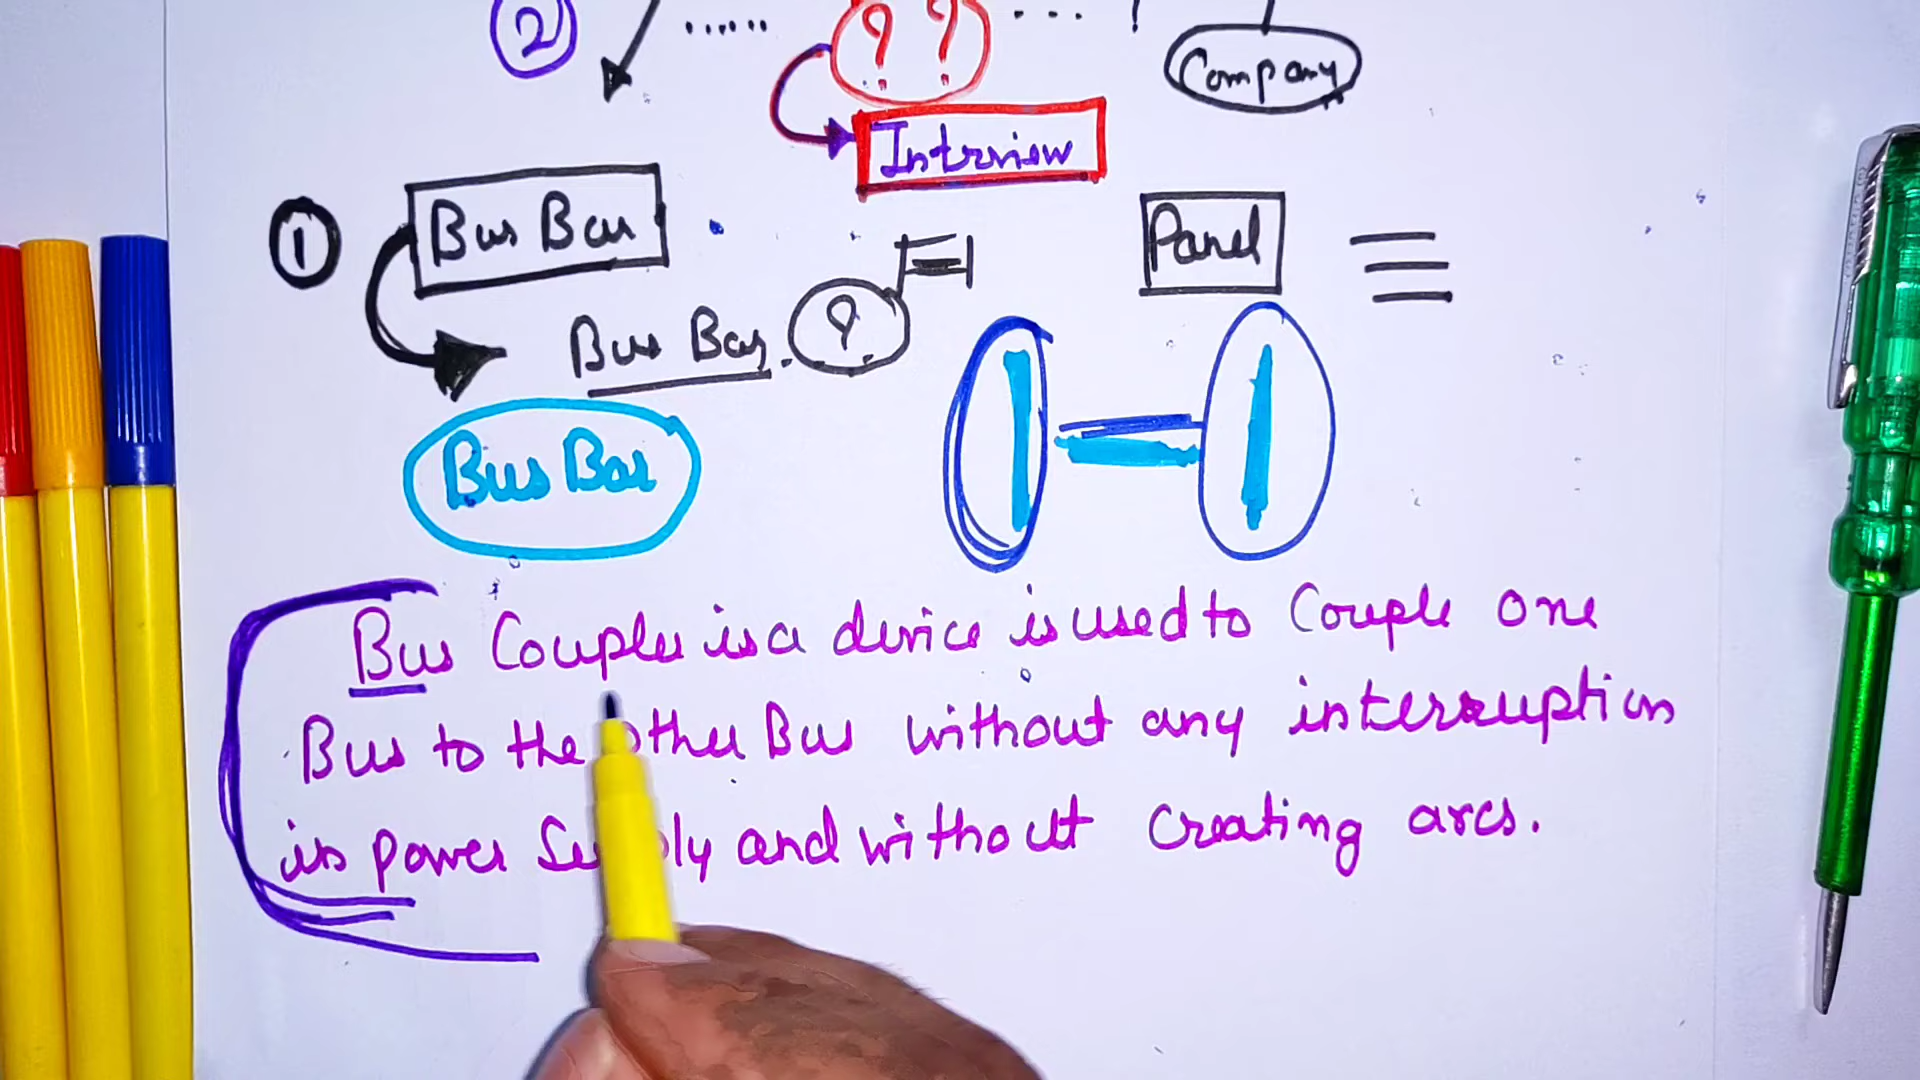 2 ...... ? ? ... !
Company
Interview
1 Bus Bar
Panel
Bus Bar. ?
Bus Bar
Bus Coupler is a device is used to Couple one
Bus to the other Bus without any interruption
in power Supply and without creating arcs.